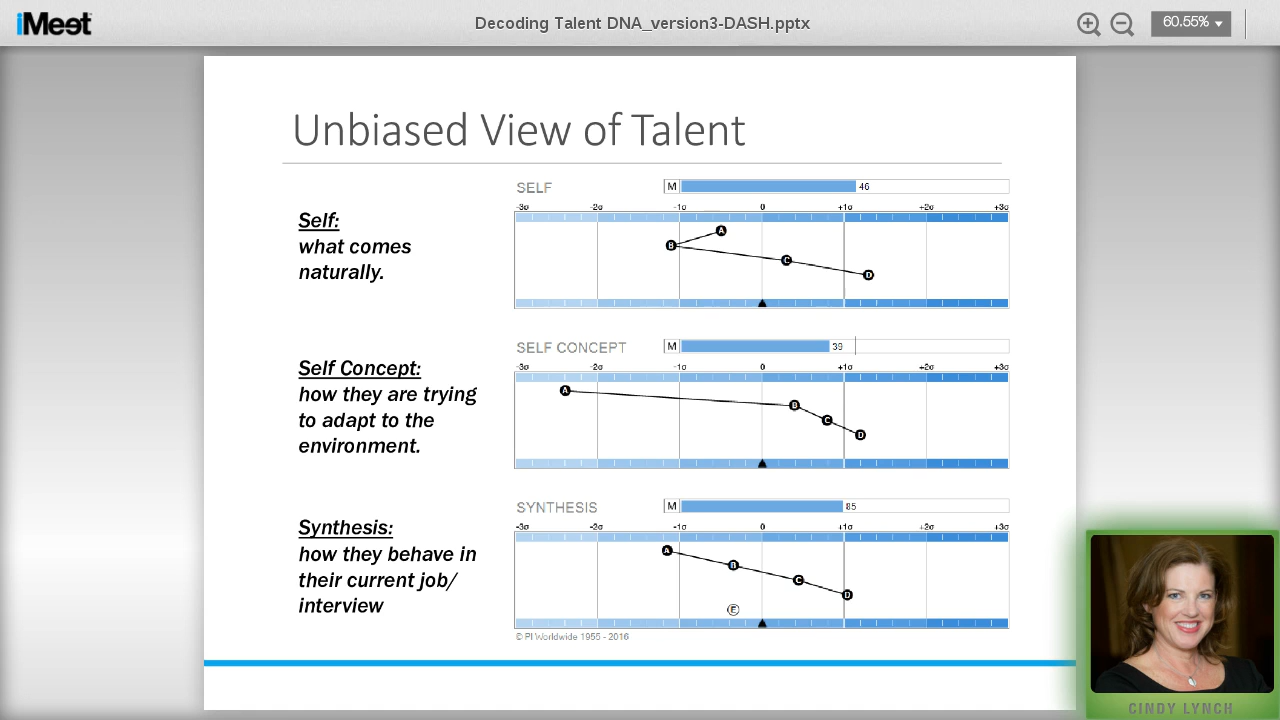 iMeet
Decoding Talent DNA_version3-DASH.pptx
60.55%
Unbiased View of Talent
Self:
what comes
naturally.
SELF
M
46
-3σ -2σ -1σ 0 +1σ +2σ +3σ
A
B
C
D
Self Concept:
how they are trying
to adapt to the
environment.
SELF CONCEPT
M
39
-3σ -2σ -1σ 0 +1σ +2σ +3σ
A
B
C
D
Synthesis:
how they behave in
their current job/
interview
SYNTHESIS
M
85
-3σ -2σ -1σ 0 +1σ +2σ +3σ
A
B
C
D
E
© PI Worldwide 1955 - 2016
CINDY LYNCH